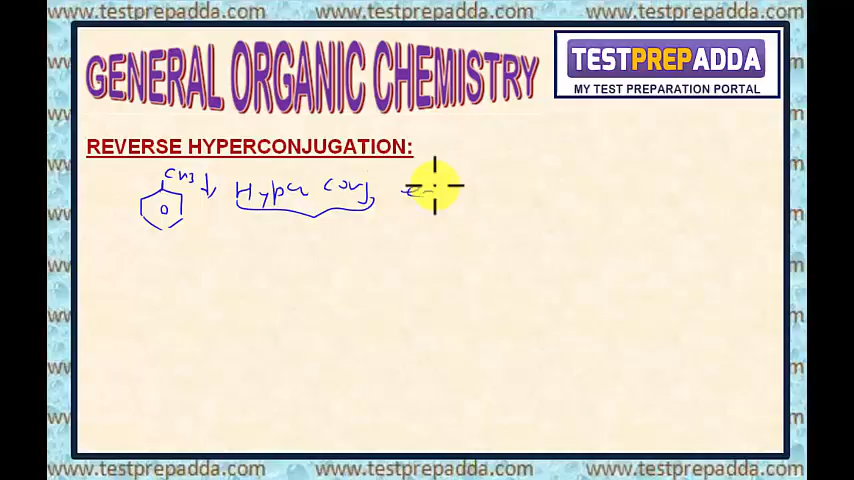 www.testprepadda.com www.testprepadda.com www.testprepadda.com
GENERAL ORGANIC CHEMISTRY
TESTPREPADDA
MY TEST PREPARATION PORTAL
REVERSE HYPERCONJUGATION:
CH3
Hyper conj
www.testprepadda.com www.testprepadda.com www.testprepadda.com